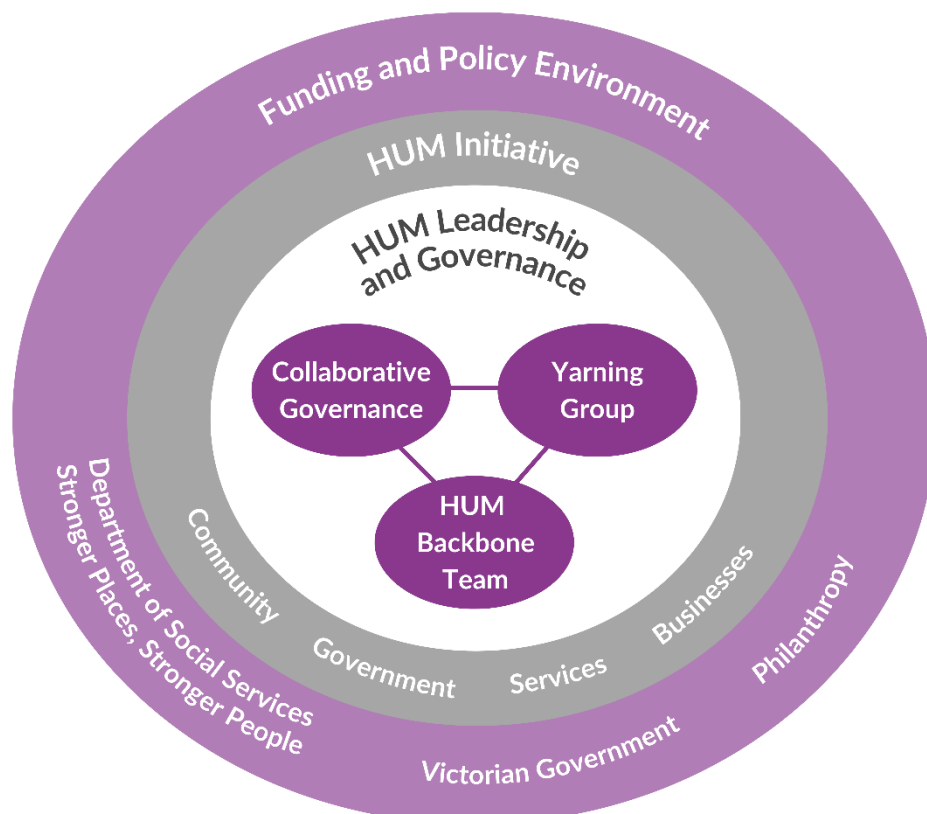 Funding and Policy Environment
HUM Initiative
HUM Leadership
and Governance
Collaborative
Governance
Yarning
Group
HUM
Backbone
Team
Community
Government
Services
Businesses
Department of Social Services
Stronger Places, Stronger People
Victorian Government
Philanthropy